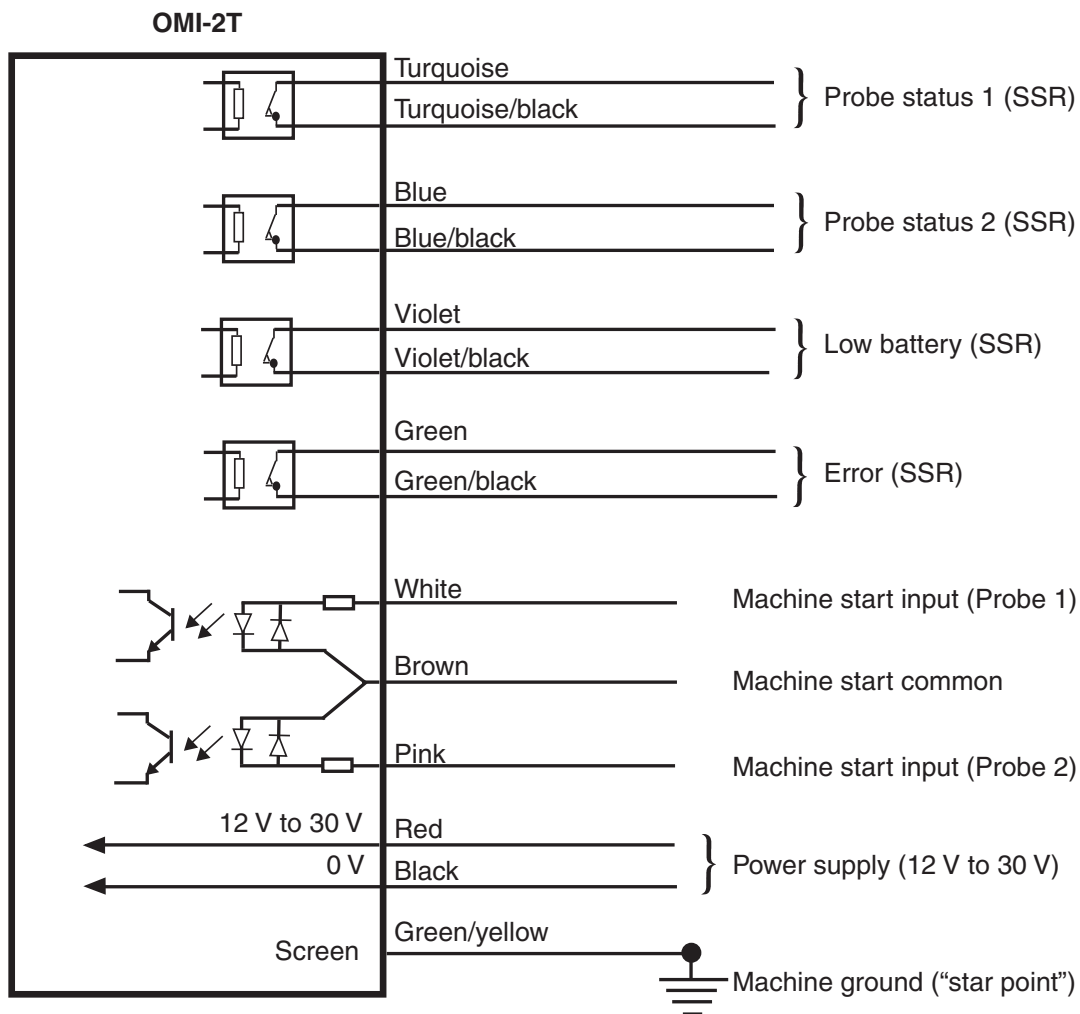 OMI-2T
Turquoise
Turquoise/black
Probe status 1 (SSR)
Blue
Blue/black
Probe status 2 (SSR)
Violet
Violet/black
Low battery (SSR)
Green
Green/black
Error (SSR)
White
Machine start input (Probe 1)
Brown
Machine start common
Pink
Machine start input (Probe 2)
12 V to 30 V
Red
0 V
Black
Power supply (12 V to 30 V)
Screen
Green/yellow
Machine ground (“star point”)